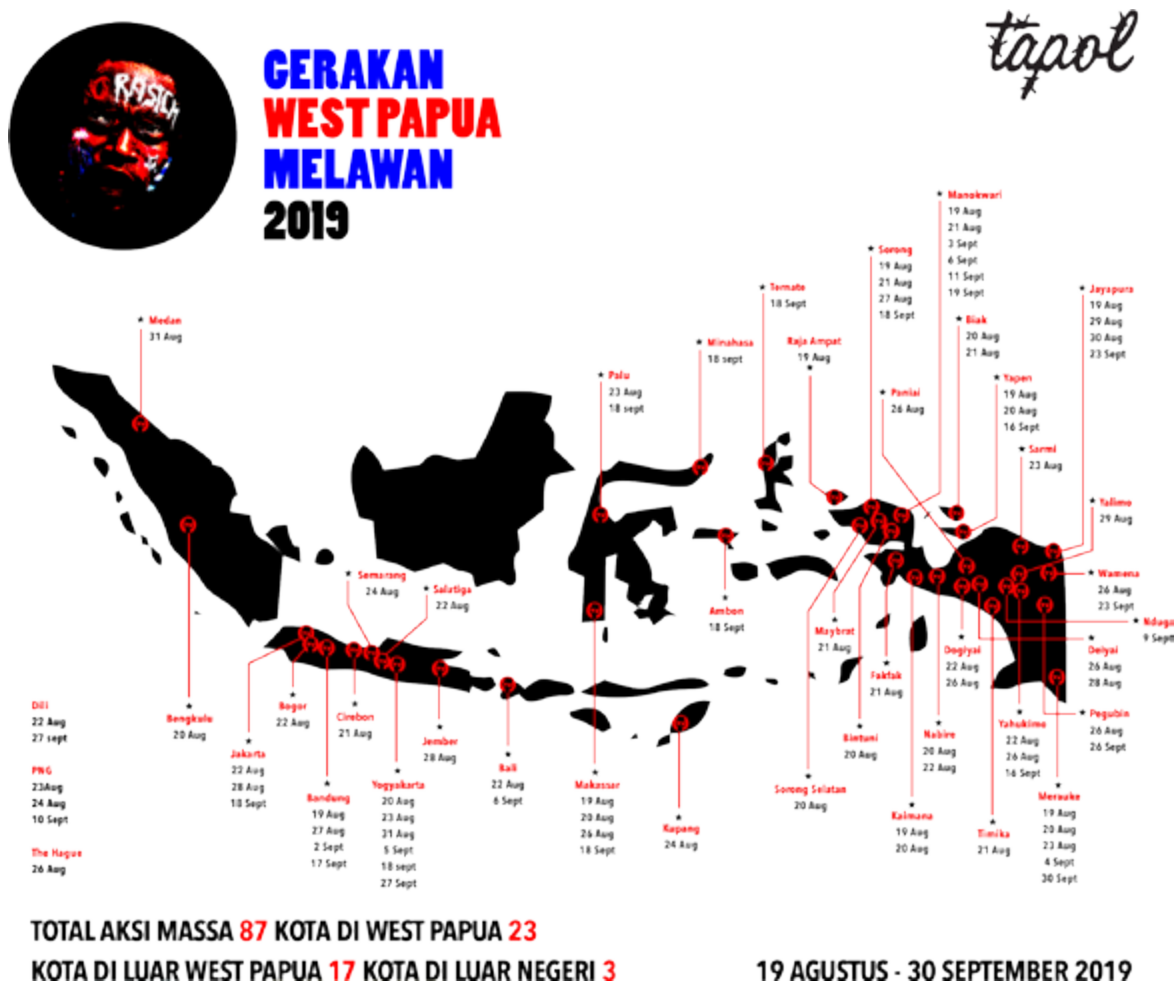 RASICM
GERAKAN
WEST PAPUA
MELAWAN
2019
tapol
Medan
31 Aug
Palu
23 Aug
18 sept
Minahasa
18 sept
Ternate
18 Sept
Raja Ampat
19 Aug
Sorong
19 Aug
21 Aug
27 Aug
18 Sept
Manokwari
19 Aug
21 Aug
3 Sept
6 Sept
11 Sept
19 Sept
Paniai
26 Aug
Biak
20 Aug
21 Aug
Yapen
19 Aug
20 Aug
16 Sept
Sarmi
23 Aug
Jayapura
19 Aug
29 Aug
30 Aug
23 Sept
Yalimo
29 Aug
Wamena
26 Aug
23 Sept
Nduga
9 Sept
Deiyai
26 Aug
28 Aug
Pegubin
26 Aug
26 Sept
Semarang
24 Aug
Salatiga
22 Aug
Ambon
18 Sept
Maybrat
21 Aug
Fakfak
21 Aug
Dogiyai
22 Aug
26 Aug
Dili
22 Aug
27 sept
PNG
23Aug
24 Aug
10 Sept
The Hague
26 Aug
Bengkulu
20 Aug
Jakarta
22 Aug
28 Aug
18 Sept
Bogor
22 Aug
Bandung
19 Aug
27 Aug
2 Sept
17 Sept
Cirebon
21 Aug
Yogyakarta
20 Aug
23 Aug
31 Aug
5 Sept
18 sept
27 Sept
Jember
28 Aug
Bali
22 Aug
6 Sept
Makassar
19 Aug
20 Aug
26 Aug
18 Sept
Kupang
24 Aug
Sorong Selatan
20 Aug
Bintuni
20 Aug
Kaimana
19 Aug
20 Aug
Nabire
20 Aug
22 Aug
Timika
21 Aug
Yahukimo
22 Aug
26 Aug
16 Sept
Merauke
19 Aug
20 Aug
23 Aug
4 Sept
30 Sept
TOTAL AKSI MASSA 87 KOTA DI WEST PAPUA 23
KOTA DI LUAR WEST PAPUA 17 KOTA DI LUAR NEGERI 3
19 AGUSTUS - 30 SEPTEMBER 2019